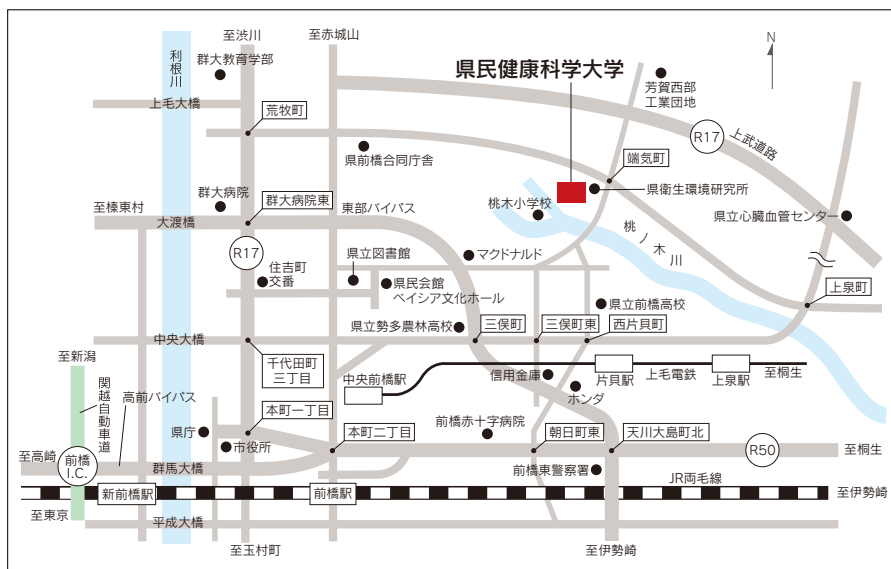 至渋川
至赤城山
N
利根川
群大教育学部
県民健康科学大学
芳賀西部
工業団地
上毛大橋
荒牧町
R17
上武道路
県前橋合同庁舎
端気町
県衛生環境研究所
群大病院
群大病院東
至榛東村
大渡橋
東部バイパス
桃木小学校
桃ノ木川
県立心臓血管センター
R17
住吉町
交番
県立図書館
マクドナルド
県民会館
ベイシア文化ホール
上泉町
県立前橋高校
県立勢多農林高校
三俣町
三俣町東
西片貝町
中央大橋
至新潟
千代田町
三丁目
中央前橋駅
信用金庫
片貝駅
上毛電鉄
上泉駅
至桐生
ホンダ
関越自動車道
高前バイパス
本町一丁目
県庁
市役所
本町二丁目
前橋赤十字病院
朝日町東
天川大島町北
R50
至桐生
至高崎
前橋
I.C.
群馬大橋
前橋東警察署
JR両毛線
新前橋駅
前橋駅
至伊勢崎
至東京
平成大橋
至玉村町
至伊勢崎